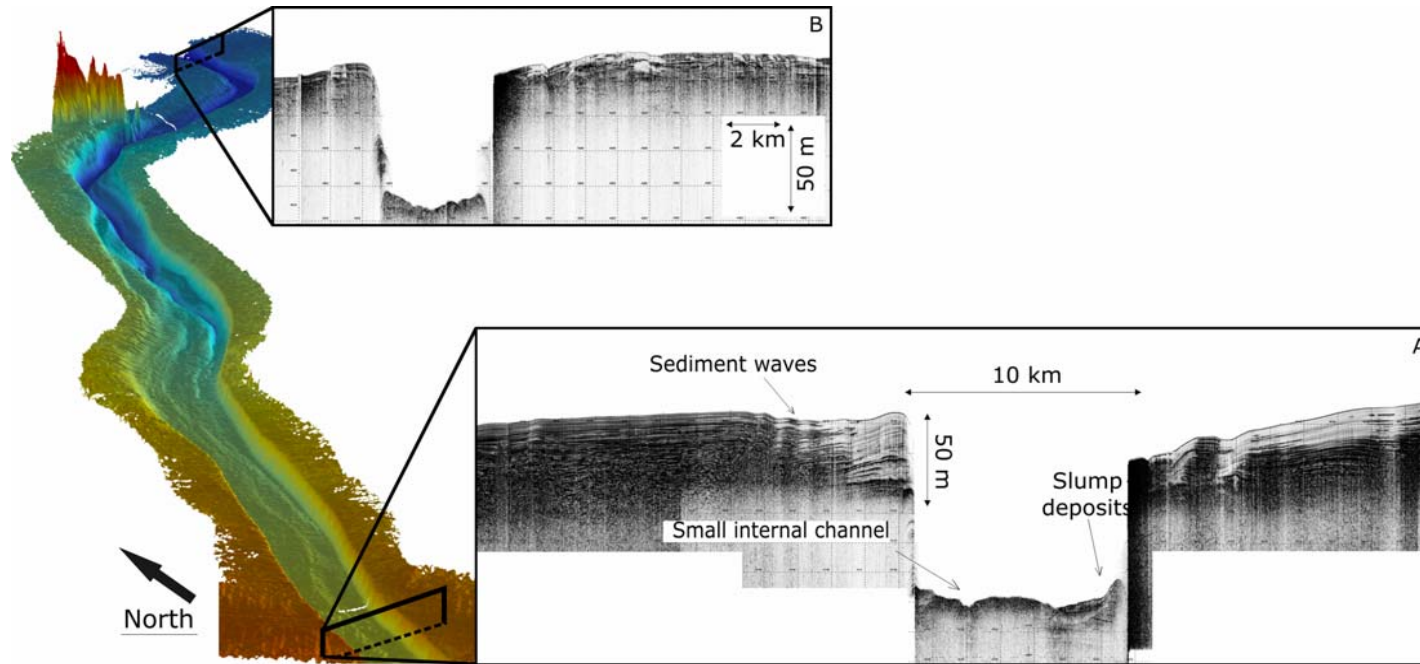 B
2 km
50 m
A
Sediment waves
10 km
50 m
Slump
deposits
Small internal channel
North